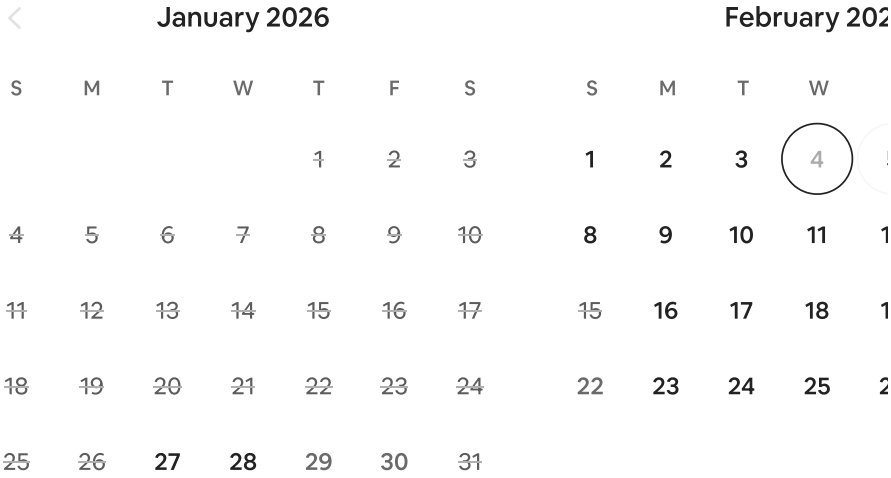 January 2026
S M T W T F S
1 2 3
4 5 6 7 8 9 10
11 12 13 14 15 16 17
18 19 20 21 22 23 24
25 26 27 28 29 30 31
February 202
S M T W
1 2 3 4
8 9 10 11
15 16 17 18
22 23 24 25